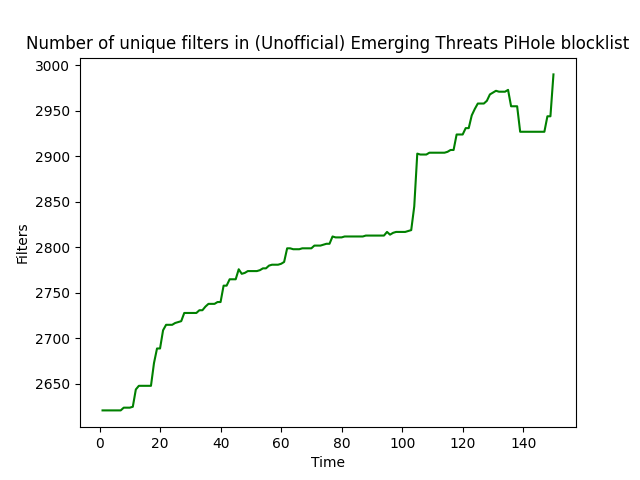 Number of unique filters in (Unofficial) Emerging Threats PiHole blocklist
3000
2950
2900
2850
2800
2750
2700
2650
Filters
0 20 40 60 80 100 120 140
Time